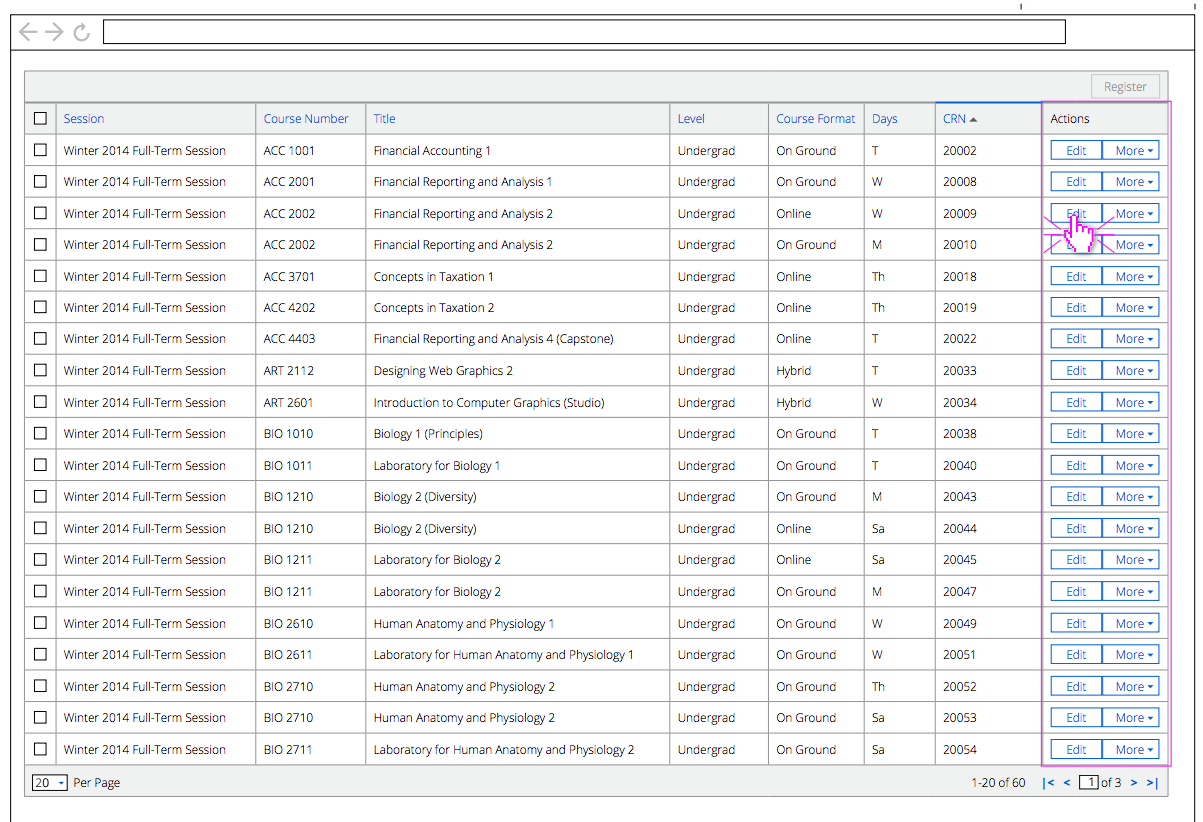 Register
Session Course Number Title Level Course Format Days CRN Actions
Winter 2014 Full-Term Session ACC 1001 Financial Accounting 1 Undergrad On Ground T 20002 Edit More
Winter 2014 Full-Term Session ACC 2001 Financial Reporting and Analysis 1 Undergrad On Ground W 20008 Edit More
Winter 2014 Full-Term Session ACC 2002 Financial Reporting and Analysis 2 Undergrad Online W 20009 Edit More
Winter 2014 Full-Term Session ACC 2002 Financial Reporting and Analysis 2 Undergrad On Ground M 20010 More
Winter 2014 Full-Term Session ACC 3701 Concepts in Taxation 1 Undergrad Online Th 20018 Edit More
Winter 2014 Full-Term Session ACC 4202 Concepts in Taxation 2 Undergrad Online Th 20019 Edit More
Winter 2014 Full-Term Session ACC 4403 Financial Reporting and Analysis 4 (Capstone) Undergrad Online T 20022 Edit More
Winter 2014 Full-Term Session ART 2112 Designing Web Graphics 2 Undergrad Hybrid T 20033 Edit More
Winter 2014 Full-Term Session ART 2601 Introduction to Computer Graphics (Studio) Undergrad Hybrid W 20034 Edit More
Winter 2014 Full-Term Session BIO 1010 Biology 1 (Principles) Undergrad On Ground T 20038 Edit More
Winter 2014 Full-Term Session BIO 1011 Laboratory for Biology 1 Undergrad On Ground T 20040 Edit More
Winter 2014 Full-Term Session BIO 1210 Biology 2 (Diversity) Undergrad On Ground M 20043 Edit More
Winter 2014 Full-Term Session BIO 1210 Biology 2 (Diversity) Undergrad Online Sa 20044 Edit More
Winter 2014 Full-Term Session BIO 1211 Laboratory for Biology 2 Undergrad Online Sa 20045 Edit More
Winter 2014 Full-Term Session BIO 1211 Laboratory for Biology 2 Undergrad On Ground M 20047 Edit More
Winter 2014 Full-Term Session BIO 2610 Human Anatomy and Physiology 1 Undergrad On Ground W 20049 Edit More
Winter 2014 Full-Term Session BIO 2611 Laboratory for Human Anatomy and Physiology 1 Undergrad On Ground W 20051 Edit More
Winter 2014 Full-Term Session BIO 2710 Human Anatomy and Physiology 2 Undergrad On Ground Th 20052 Edit More
Winter 2014 Full-Term Session BIO 2710 Human Anatomy and Physiology 2 Undergrad On Ground Sa 20053 Edit More
Winter 2014 Full-Term Session BIO 2711 Laboratory for Human Anatomy and Physiology 2 Undergrad On Ground Sa 20054 Edit More
20 Per Page 1-20 of 60 |< < 1 of 3 > >|